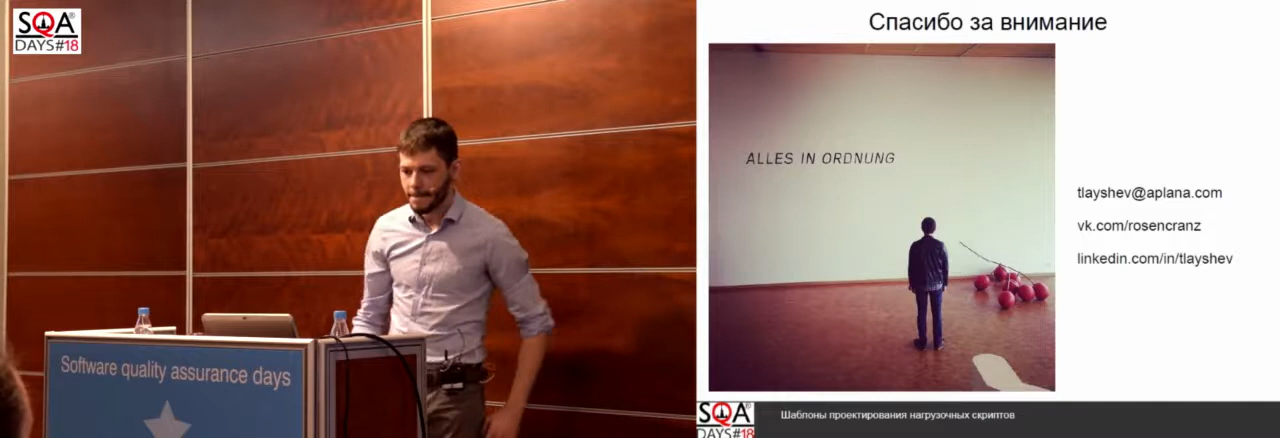 SQA
DAYS#18
Software quality assurance days
Спасибо за внимание
ALLES IN ORDNUNG
tlayshev@aplana.com
vk.com/rosencranz
linkedin.com/in/tlayshev
SQA
DAYS#18
Шаблоны проектирования нагрузочных скриптов